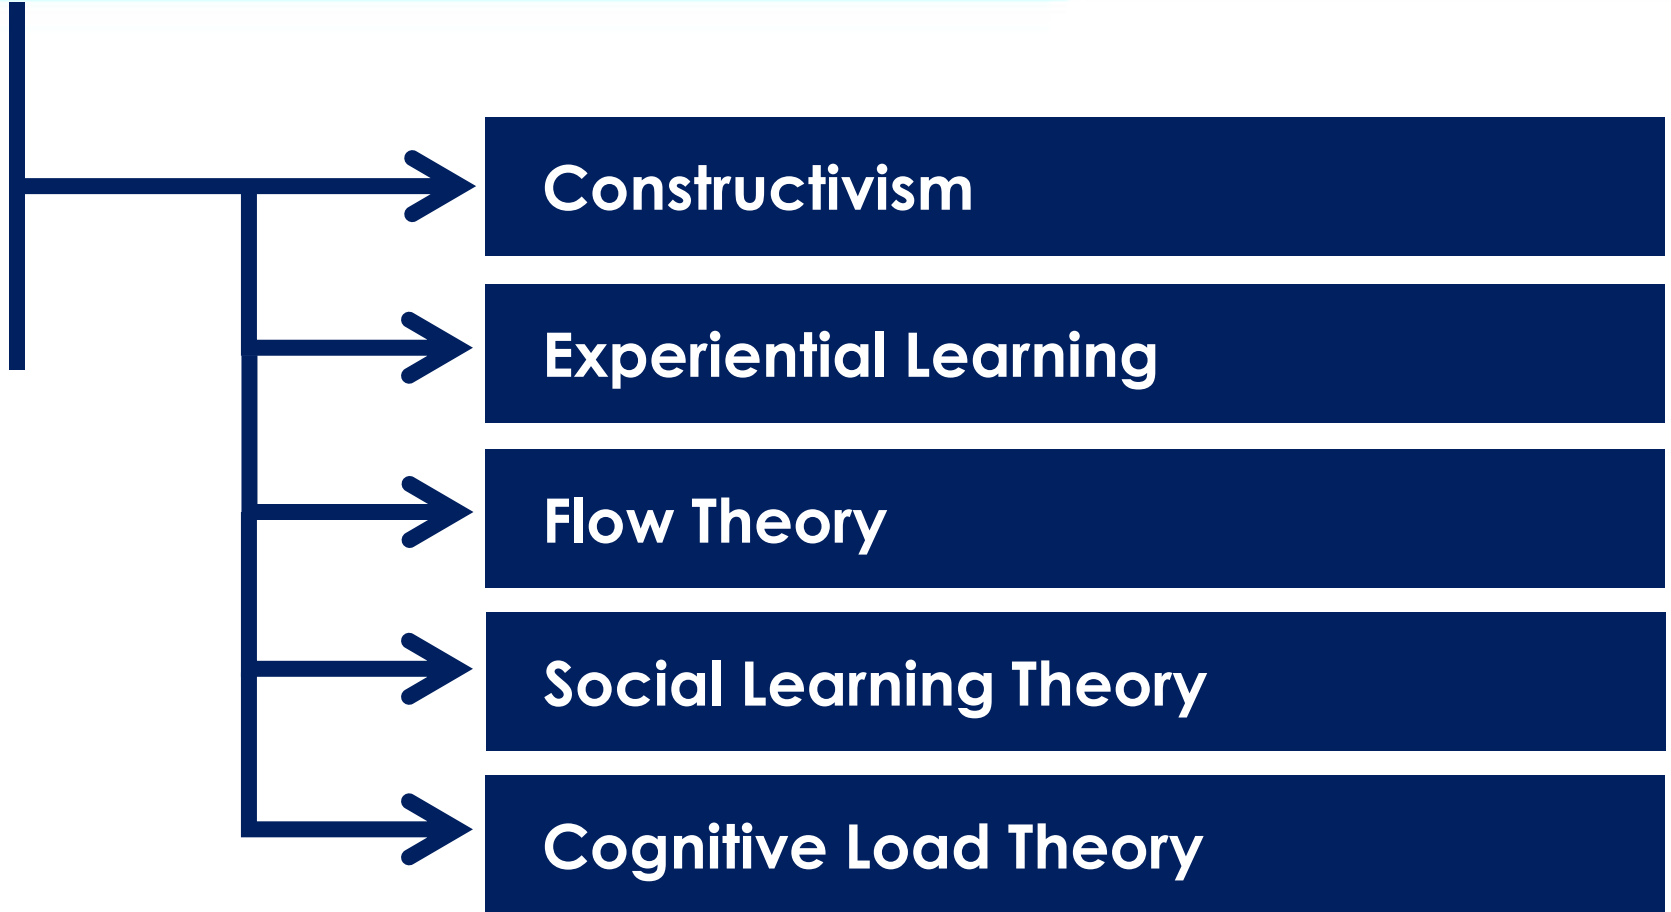 Constructivism
Experiential Learning
Flow Theory
Social Learning Theory
Cognitive Load Theory